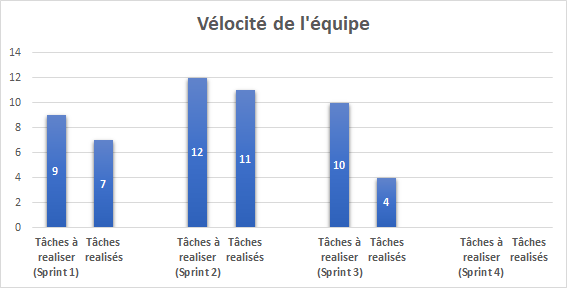 Vélocité de l'équipe
14
12
10
8
6
4
2
0
9
7
12
11
10
4
Tâches à
realiser
(Sprint 1)
Tâches
realisés
Tâches à
realiser
(Sprint 2)
Tâches
realisés
Tâches à
realiser
(Sprint 3)
Tâches
realisés
Tâches à
realiser
(Sprint 4)
Tâches
realisés